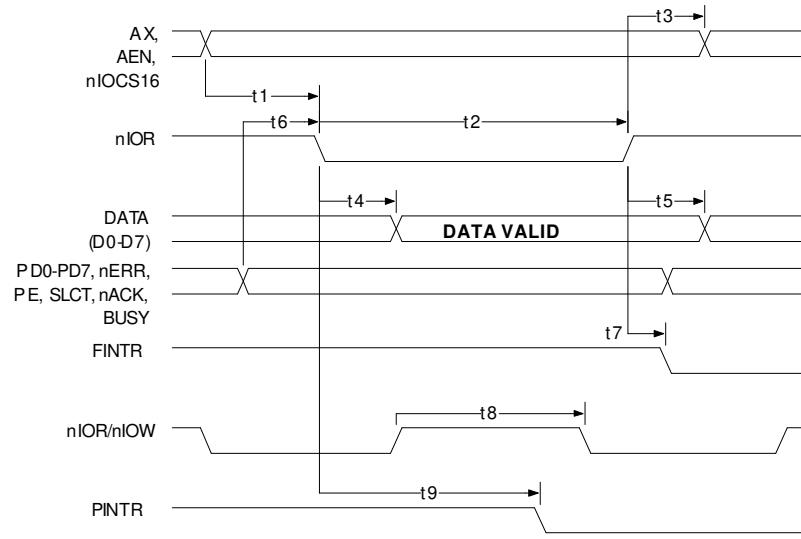 t3
AX,
AEN,
nIOCS16
t1
t6
t2
nIOR
t4
t5
DATA
(D0-D7)
DATA VALID
PD0-PD7, nERR,
PE, SLCT, nACK,
BUSY
t7
FINTR
t8
nIOR/nIOW
t9
PINTR